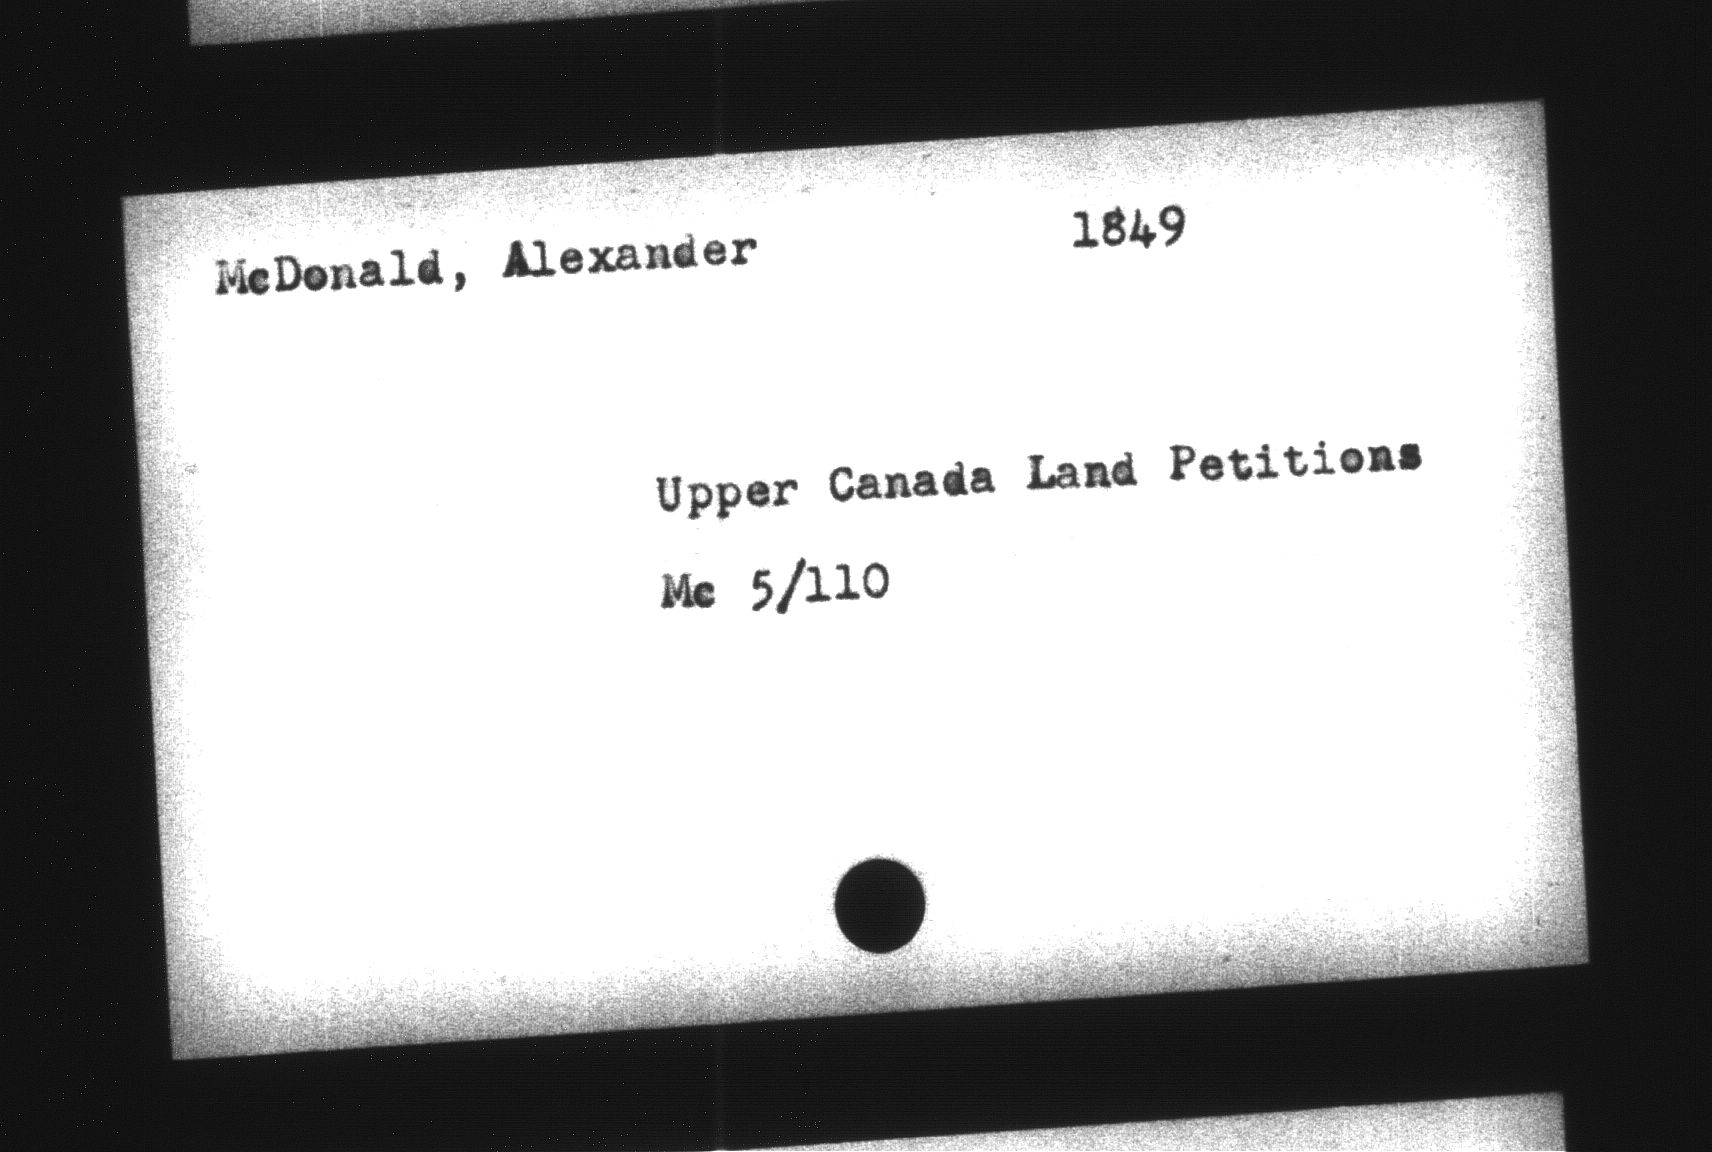 McDonald, Alexander 1849
Upper Canada Land Petitions
Mc 5/110